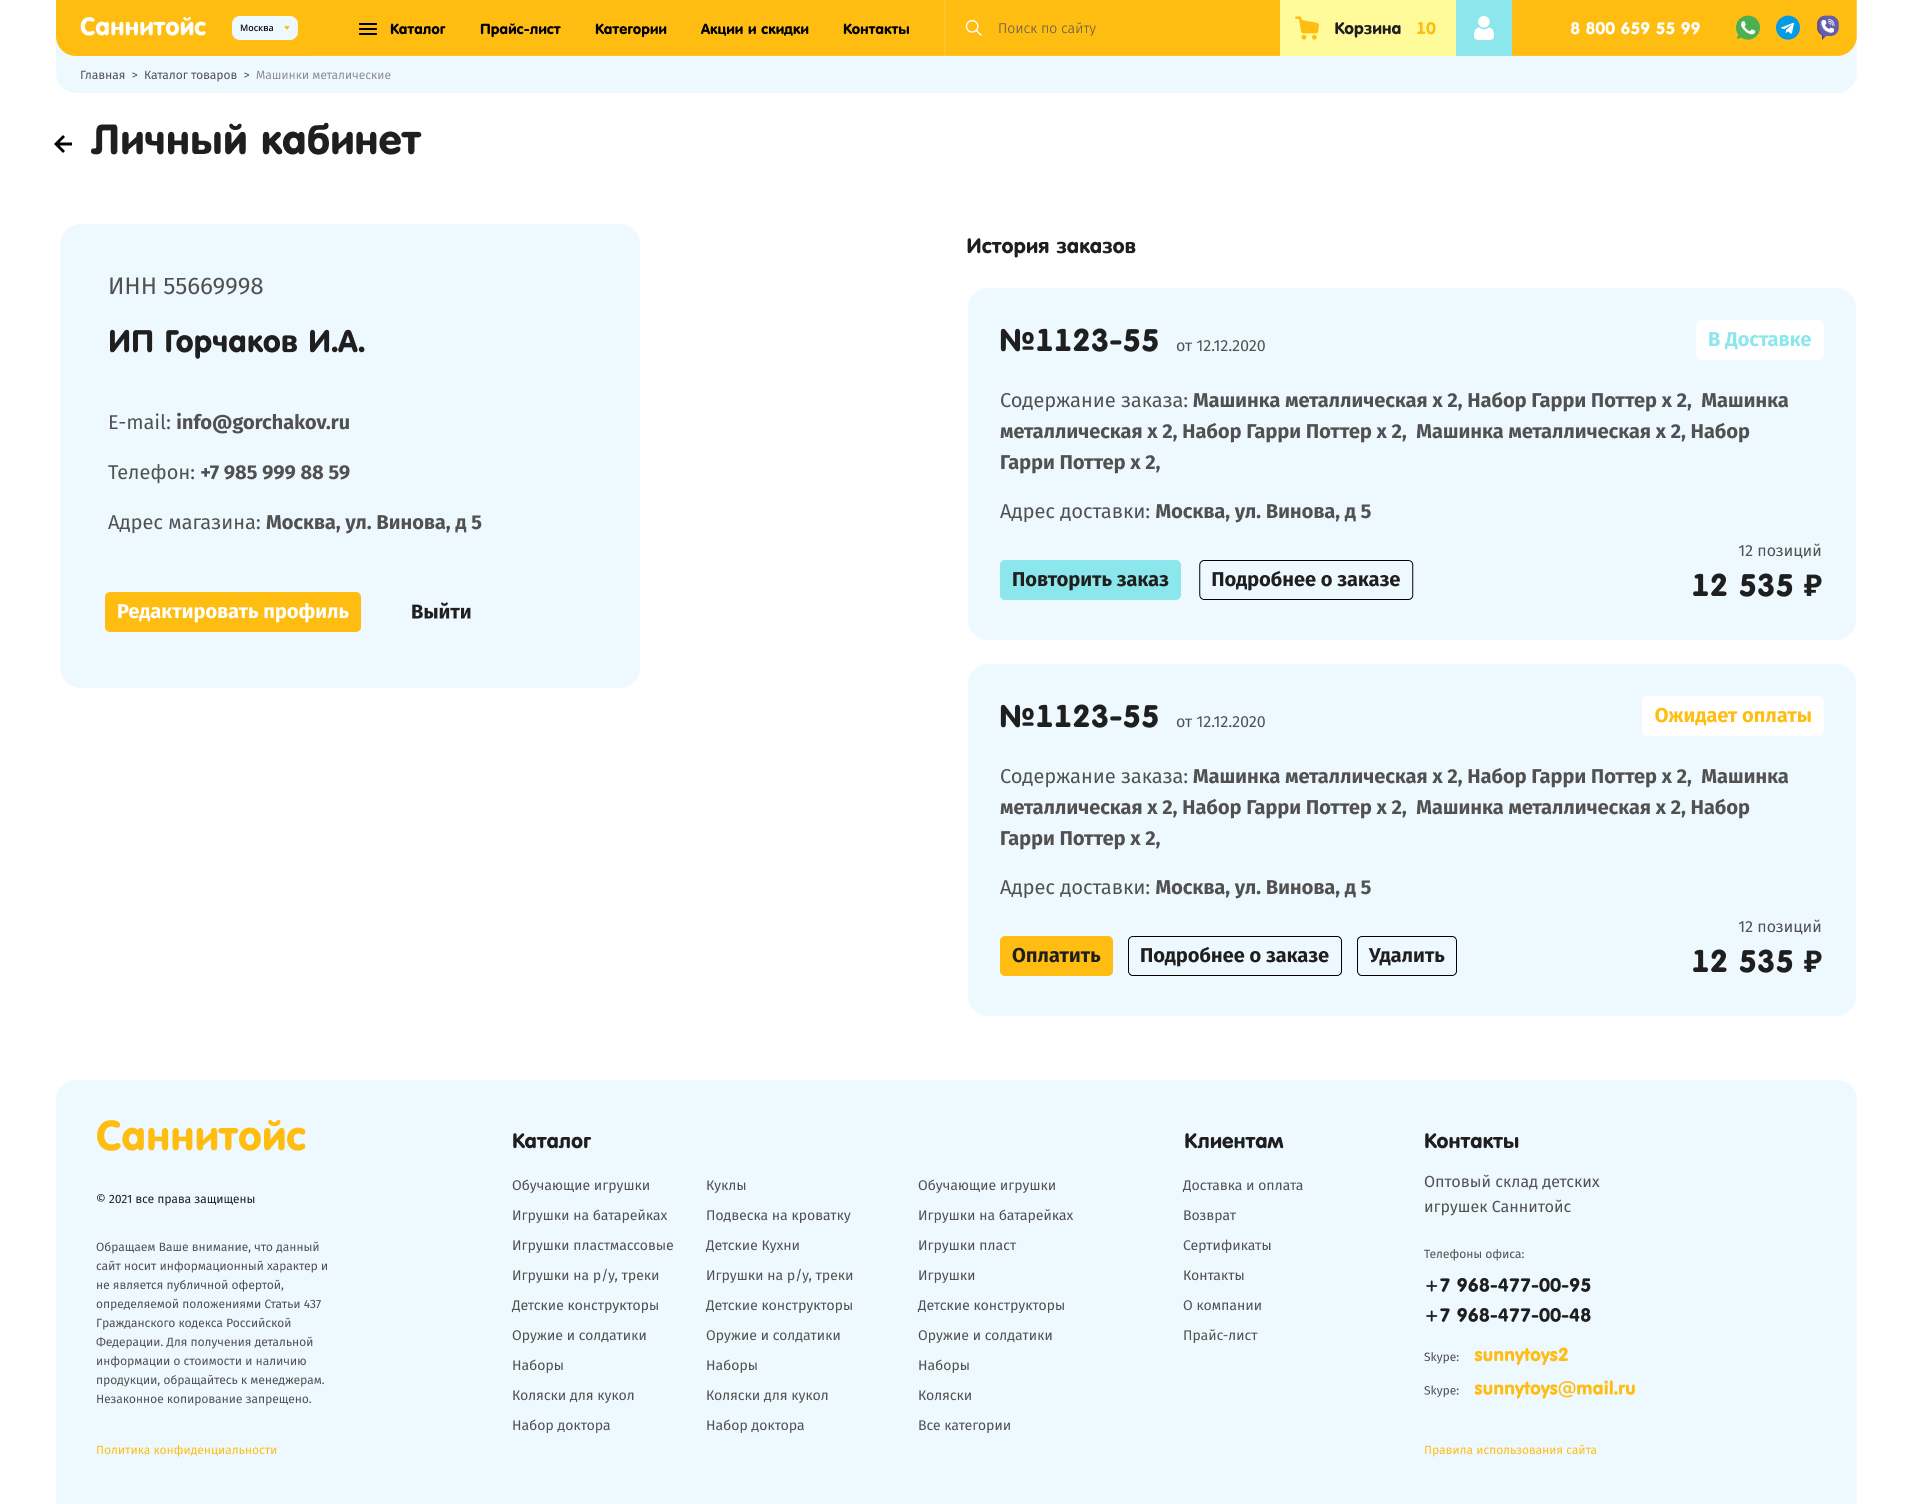 Саннитойс
Москва
Каталог
Прайс-лист
Категории
Акции и скидки
Контакты
Поиск по сайту
Корзина 10
8 800 659 55 99
Главная > Каталог товаров > Машинки металические
Личный кабинет
ИНН 55669998
ИП Горчаков И.А.
E-mail: info@gorchakov.ru
Телефон: +7 985 999 88 59
Адрес магазина: Москва, ул. Винова, д 5
Редактировать профиль
Выйти
История заказов
№1123-55 от 12.12.2020
В Доставке
Содержание заказа: Машинка металлическая х 2, Набор Гарри Поттер х 2, Машинка
металлическая х 2, Набор Гарри Поттер х 2, Машинка металлическая х 2, Набор
Гарри Поттер х 2,
Адрес доставки: Москва, ул. Винова, д 5
12 позиций
Повторить заказ
Подробнее о заказе
12 535 ₽
№1123-55 от 12.12.2020
Ожидает оплаты
Содержание заказа: Машинка металлическая х 2, Набор Гарри Поттер х 2, Машинка
металлическая х 2, Набор Гарри Поттер х 2, Машинка металлическая х 2, Набор
Гарри Поттер х 2,
Адрес доставки: Москва, ул. Винова, д 5
12 позиций
Оплатить
Подробнее о заказе
Удалить
12 535 ₽
Саннитойс
© 2021 все права защищены
Обращаем Ваше внимание, что данный
сайт носит информационный характер и
не является публичной офертой,
определяемой положениями Статьи 437
Гражданского кодекса Российской
Федерации. Для получения детальной
информации о стоимости и наличию
продукции, обращайтесь к менеджерам.
Незаконное копирование запрещено.
Политика конфиденциальности
Каталог
Обучающие игрушки
Игрушки на батарейках
Игрушки пластмассовые
Игрушки на р/у, треки
Детские конструкторы
Оружие и солдатики
Наборы
Коляски для кукол
Набор доктора
Куклы
Подвеска на кроватку
Детские Кухни
Игрушки на р/у, треки
Детские конструкторы
Оружие и солдатики
Наборы
Коляски для кукол
Набор доктора
Обучающие игрушки
Игрушки на батарейках
Игрушки пласт
Игрушки
Детские конструкторы
Оружие и солдатики
Наборы
Коляски
Все категории
Клиентам
Доставка и оплата
Возврат
Сертификаты
Контакты
О компании
Прайс-лист
Контакты
Оптовый склад детских
игрушек Саннитойс
Телефоны офиса:
+7 968-477-00-95
+7 968-477-00-48
Skype: sunnytoys2
Skype: sunnytoys@mail.ru
Правила использования сайта